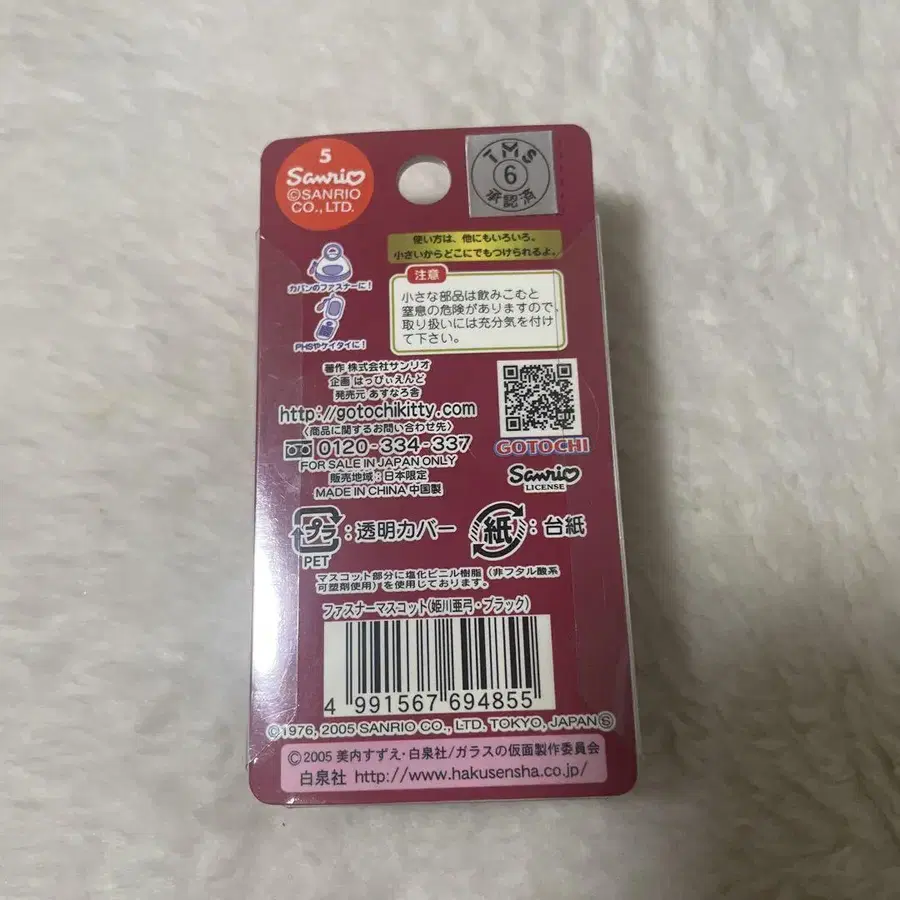 5
Sanrio
©SANRIO
CO., LTD.
TMS
6
承認済
使い方は、他にもいろいろ。
小さいからどこにでもつけられるよ。
カバンのファスナーに!
PHSやケイタイに!
注意
小さな部品は飲みこむと
窒息の危険がありますので、
取り扱いには充分気を付け
て下さい。
著作 株式会社サンリオ
企画 はっぴぃえんど
発売元 あすなろ舎
http://gotochikitty.com
〈商品に関するお問い合わせ先〉
0120-334-337
FOR SALE IN JAPAN ONLY
販売地域:日本限定
MADE IN CHINA 中国製
GOTOCHI
Sanrio
LICENSE
プラ:透明カバー
PET
紙:台紙
マスコット部分に塩化ビニル樹脂(非フタル酸系
可塑剤使用)を使用しております。
ファスナーマスコット(姫川亜弓・ブラック)
4 991567 694855
©1976, 2005 SANRIO CO., LTD. TOKYO, JAPAN Ⓢ
©2005 美内すずえ・白泉社/ガラスの仮面製作委員会
白泉社 http://www.hakusensha.co.jp/